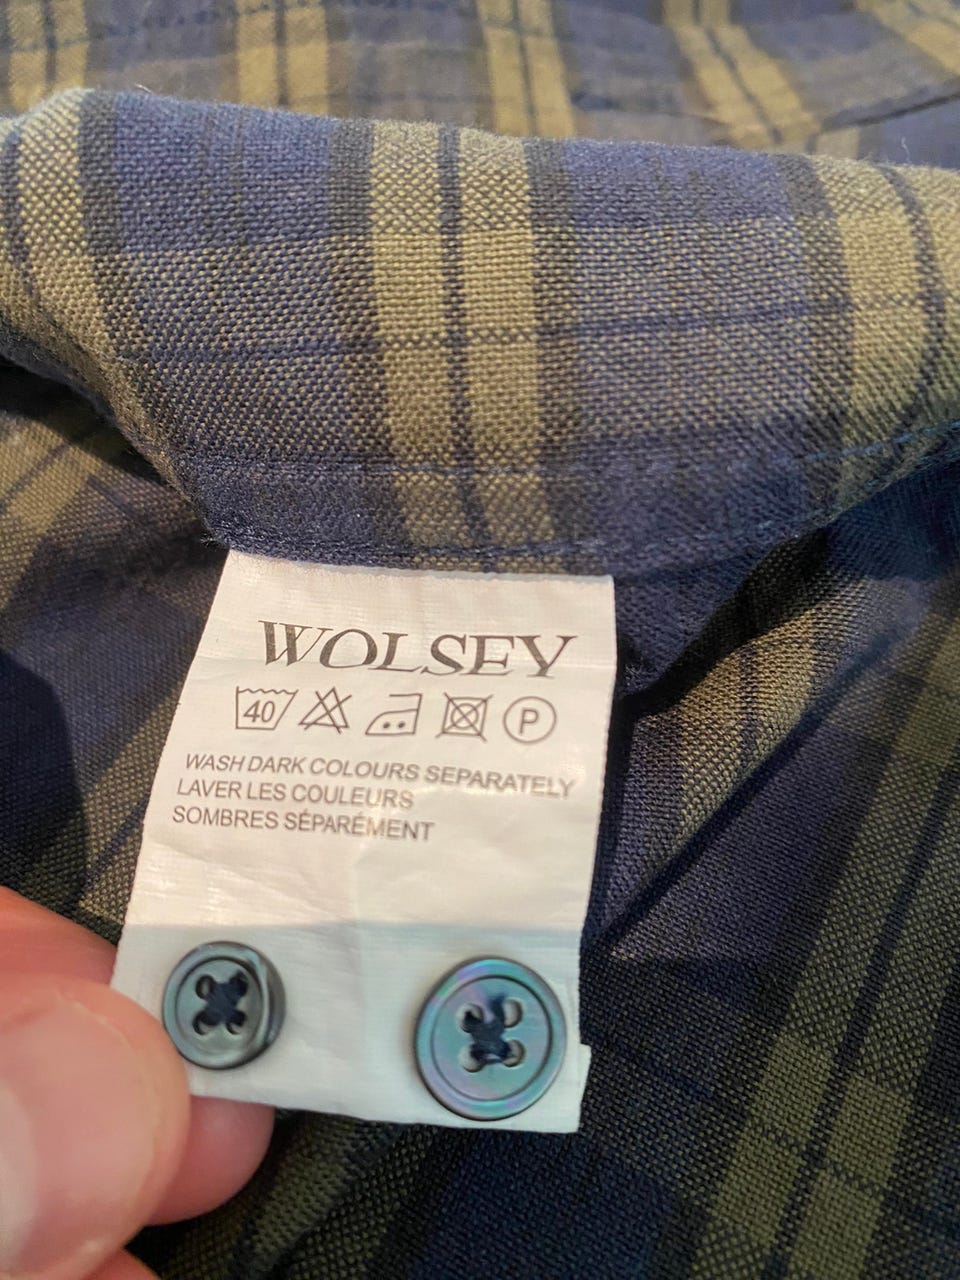 WOLSEY
40 P
WASH DARK COLOURS SEPARATELY
LAVER LES COULEURS
SOMBRES SÉPARÉMENT